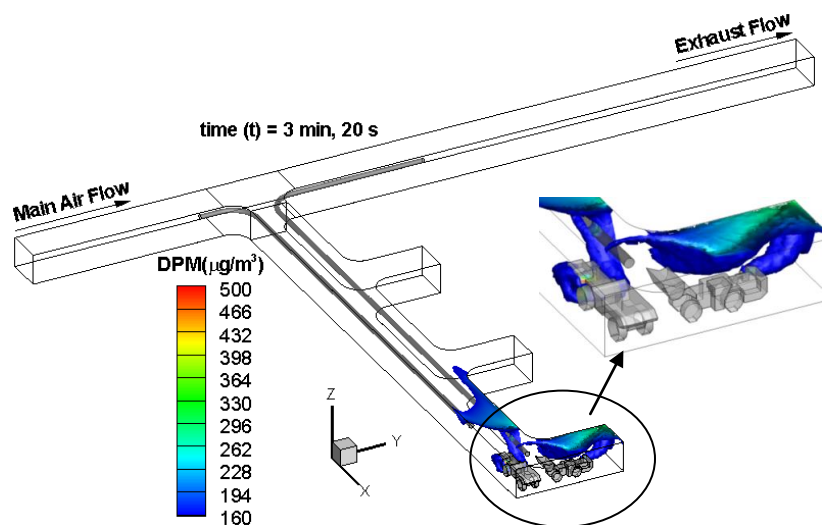 Exhaust Flow
time (t) = 3 min, 20 s
Main Air Flow
DPM(μg/m³)
500
466
432
398
364
330
296
262
228
194
160
Z
Y
X